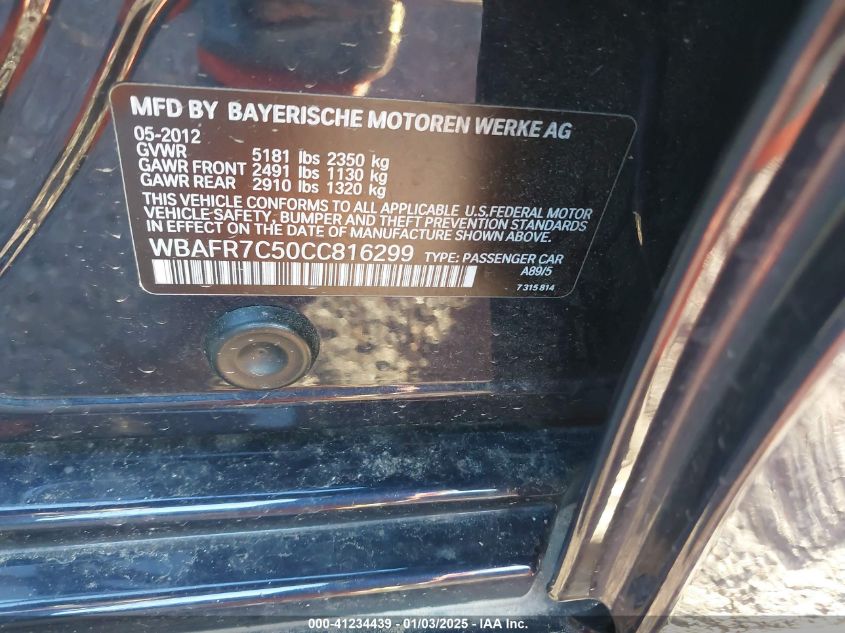 MFD BY BAYERISCHE MOTOREN WERKE AG
05-2012
GVWR 5181 lbs 2350 kg
GAWR FRONT 2491 lbs 1130 kg
GAWR REAR 2910 lbs 1320 kg
THIS VEHICLE CONFORMS TO ALL APPLICABLE U.S.FEDERAL MOTOR
VEHICLE SAFETY, BUMPER AND THEFT PREVENTION STANDARDS
IN EFFECT ON THE DATE OF MANUFACTURE SHOWN ABOVE.
WBAFR7C50CC816299 TYPE: PASSENGER CAR
A89/5
7 315 814
000-41234439 - 01/03/2025 - IAA Inc.